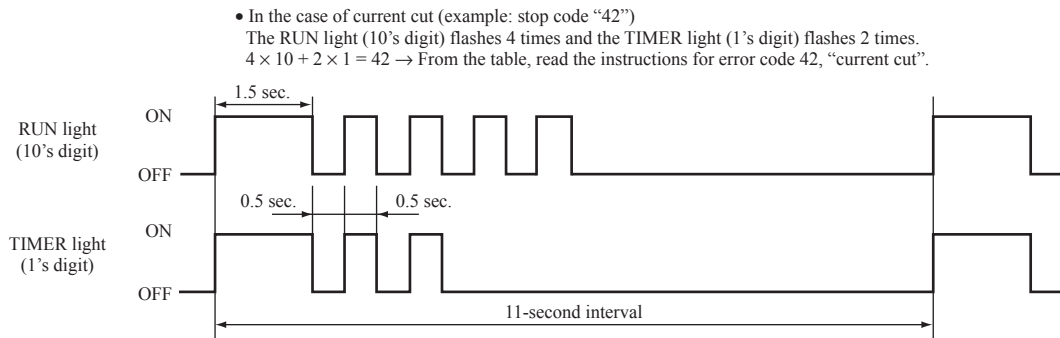 • In the case of current cut (example: stop code “42”)
The RUN light (10’s digit) flashes 4 times and the TIMER light (1’s digit) flashes 2 times.
4 × 10 + 2 × 1 = 42 → From the table, read the instructions for error code 42, “current cut”.
1.5 sec.
ON
RUN light
(10’s digit)
OFF
0.5 sec.
0.5 sec.
ON
TIMER light
(1’s digit)
OFF
11-second interval